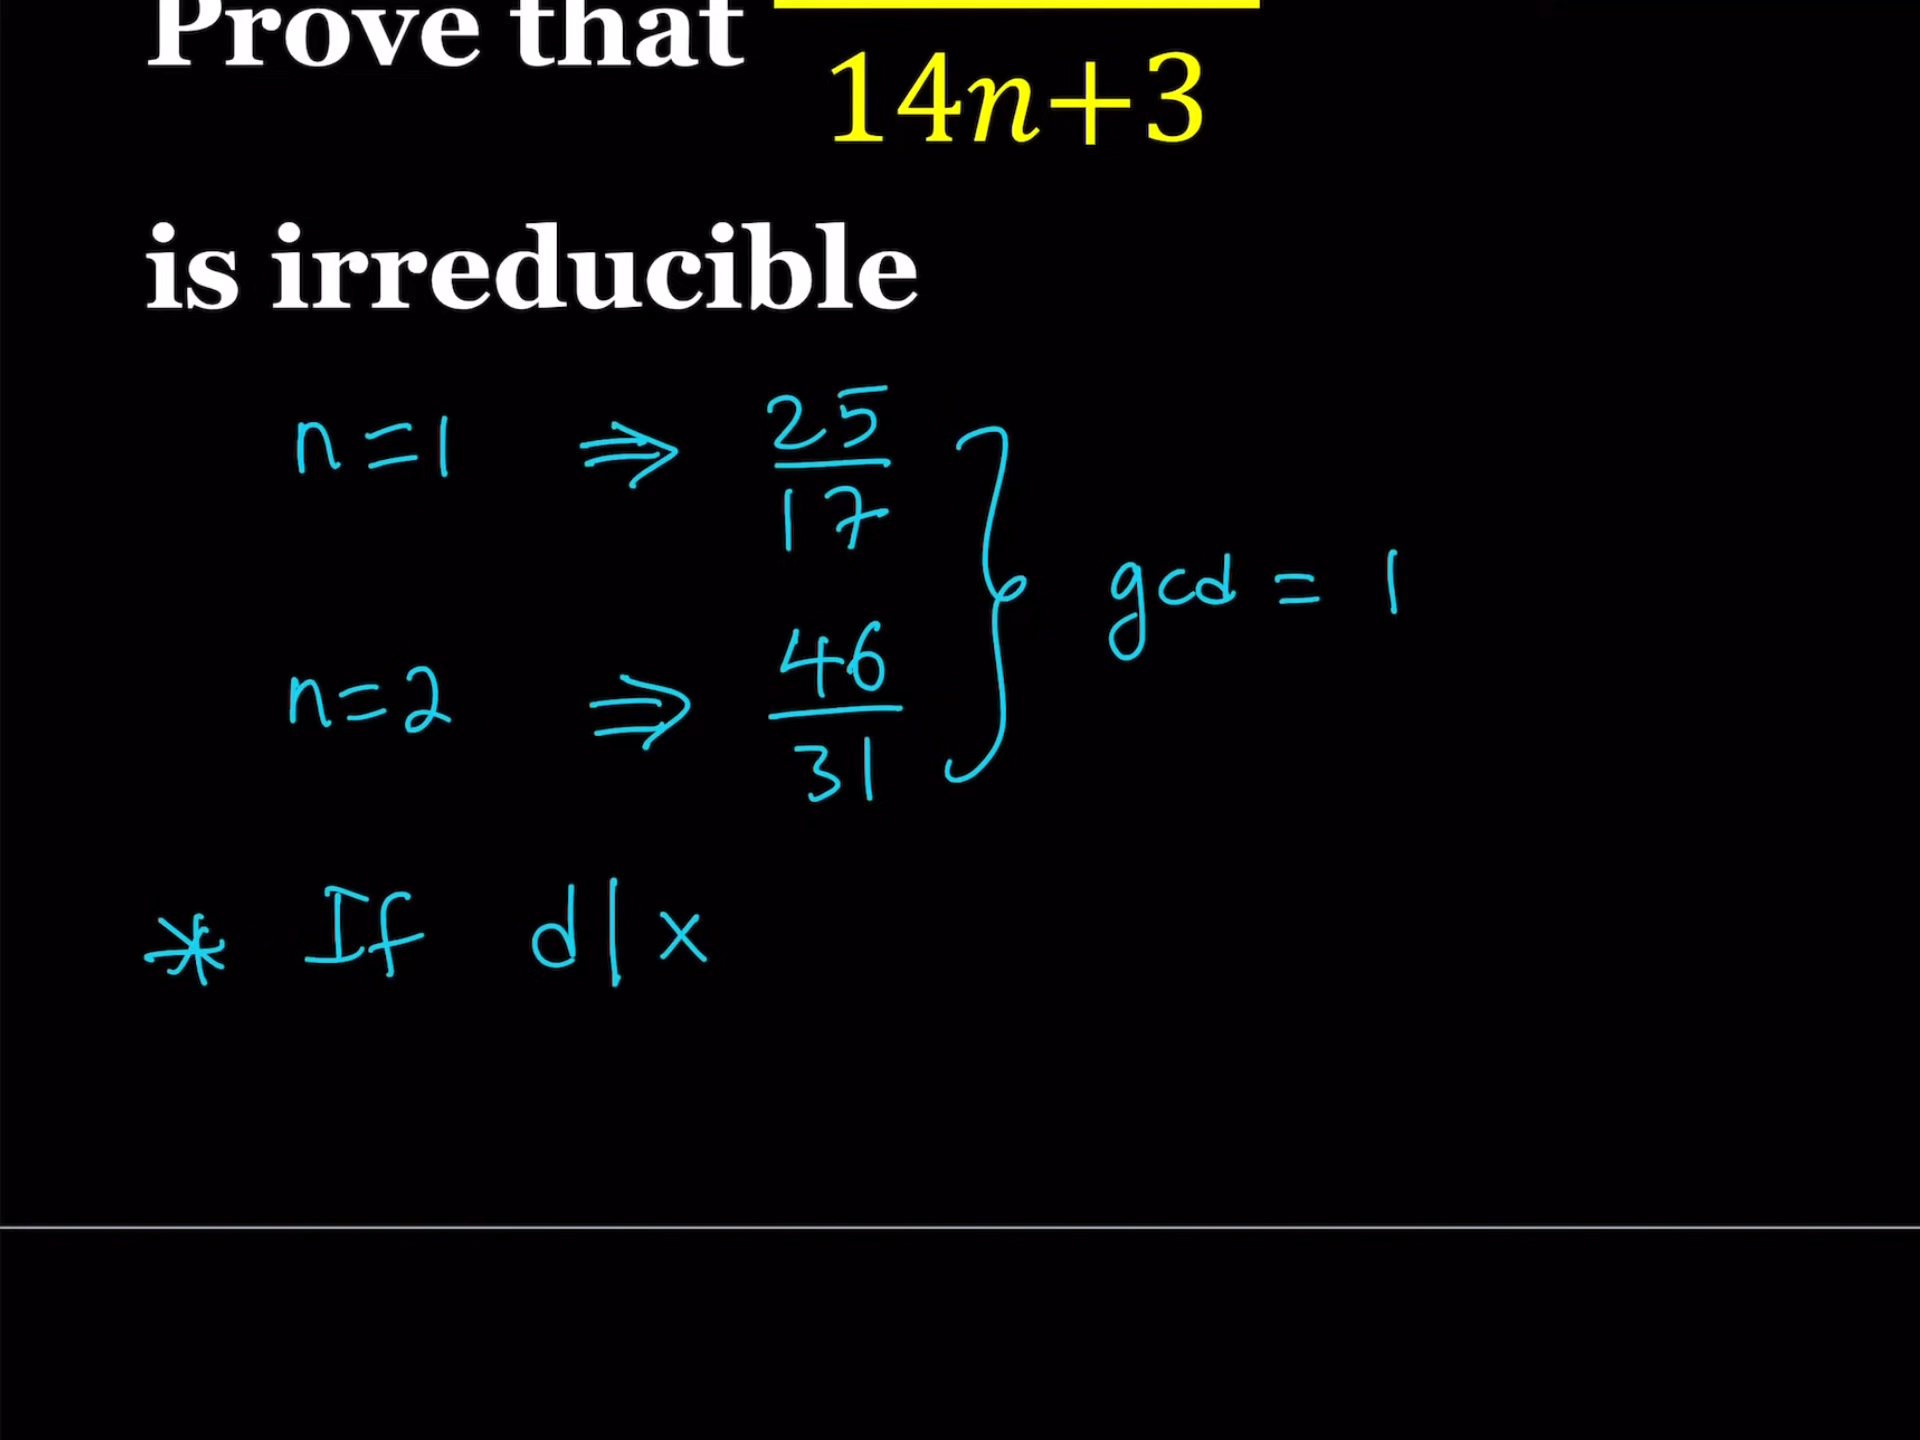 Prove that
14n+3
is irreducible
n=1 ⇒ 25/17
gcd = 1
n=2 ⇒ 46/31
* If d|x